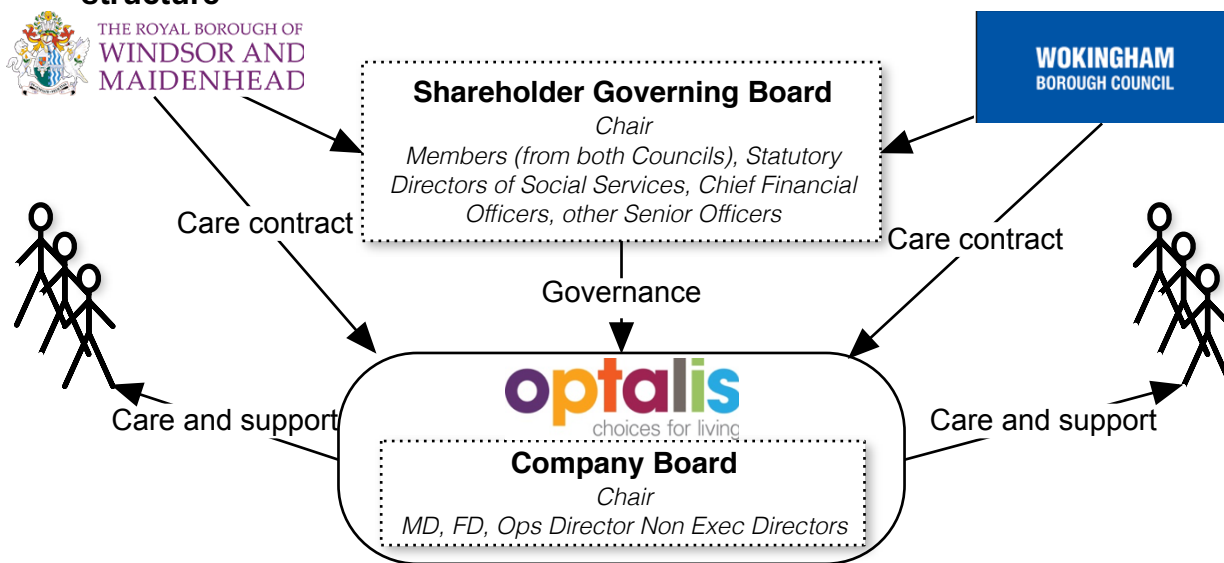 structure
THE ROYAL BOROUGH OF
WINDSOR AND
MAIDENHEAD
WOKINGHAM
BOROUGH COUNCIL
Shareholder Governing Board
Chair
Members (from both Councils), Statutory
Directors of Social Services, Chief Financial
Officers, other Senior Officers
Care contract
Care contract
Governance
optalis
choices for living
Care and support
Care and support
Company Board
Chair
MD, FD, Ops Director Non Exec Directors